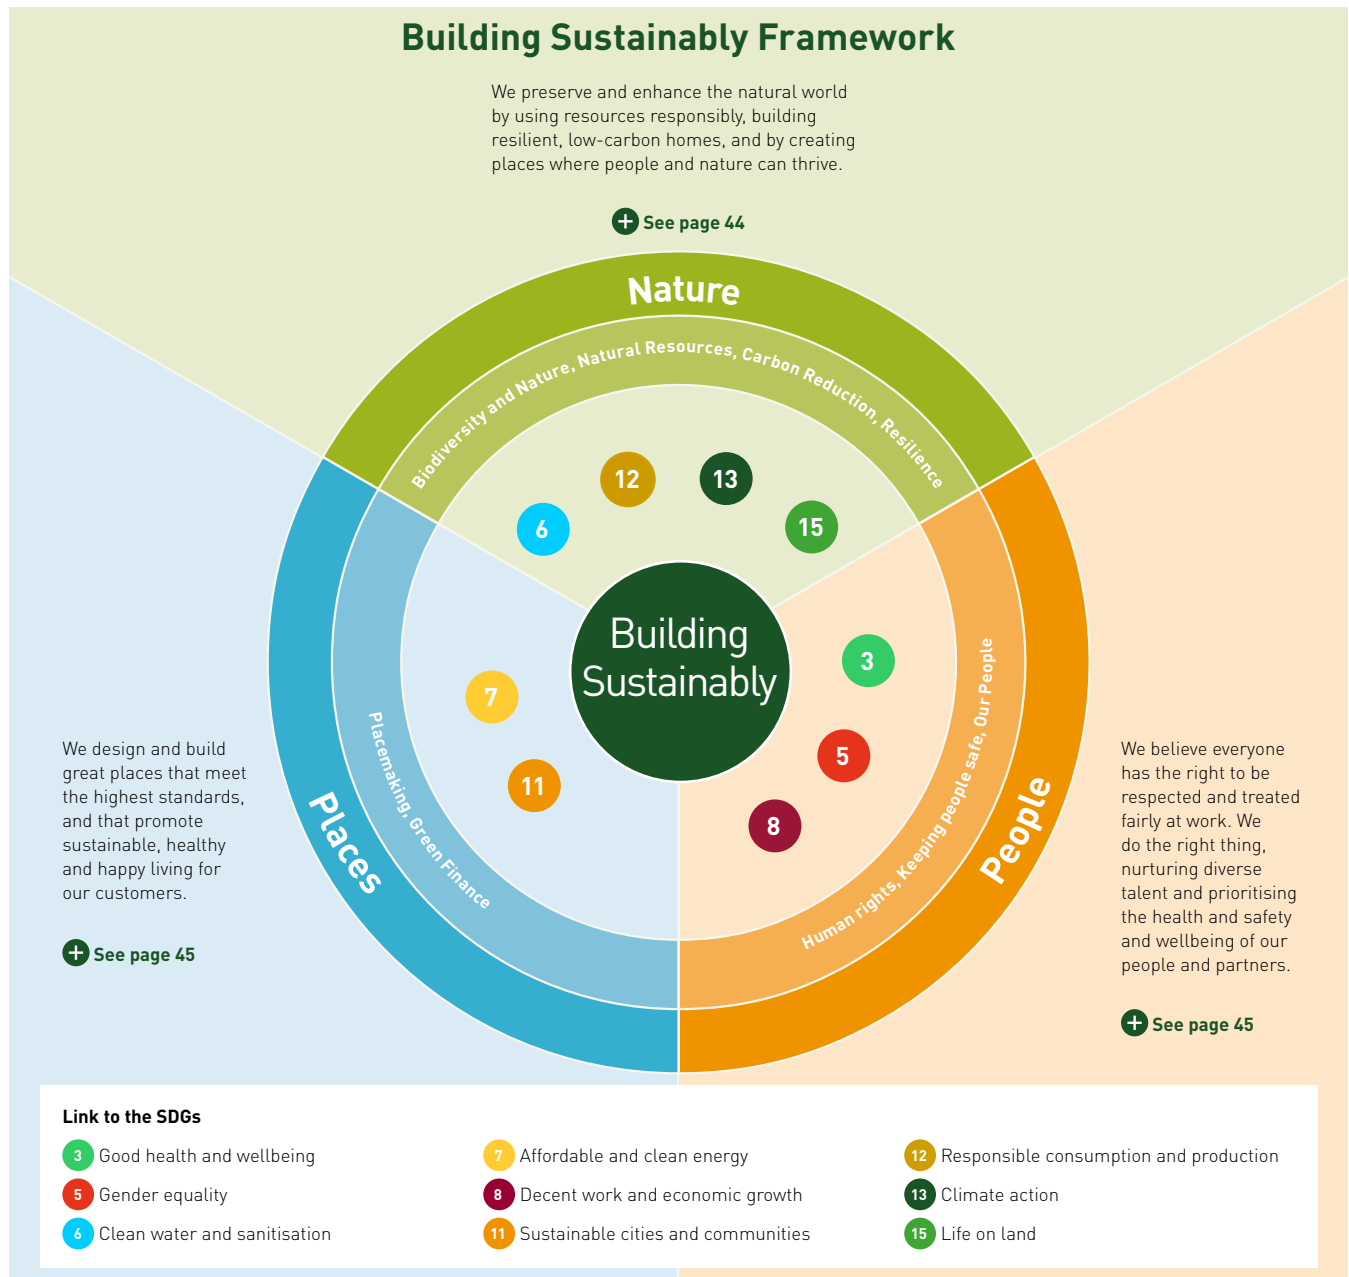 Building Sustainably Framework
We preserve and enhance the natural world
by using resources responsibly, building
resilient, low-carbon homes, and by creating
places where people and nature can thrive.
+ See page 44
Nature
Biodiversity and Nature, Natural Resources, Carbon Reduction, Resilience
12
13
6
15
Building
Sustainably
3
7
5
11
8
Placemaking, Green Finance
Places
Human rights, Keeping people safe, Our People
People
We design and build
great places that meet
the highest standards,
and that promote
sustainable, healthy
and happy living for
our customers.
+ See page 45
We believe everyone
has the right to be
respected and treated
fairly at work. We
do the right thing,
nurturing diverse
talent and prioritising
the health and safety
and wellbeing of our
people and partners.
+ See page 45
Link to the SDGs
3 Good health and wellbeing
5 Gender equality
6 Clean water and sanitisation
7 Affordable and clean energy
8 Decent work and economic growth
11 Sustainable cities and communities
12 Responsible consumption and production
13 Climate action
15 Life on land